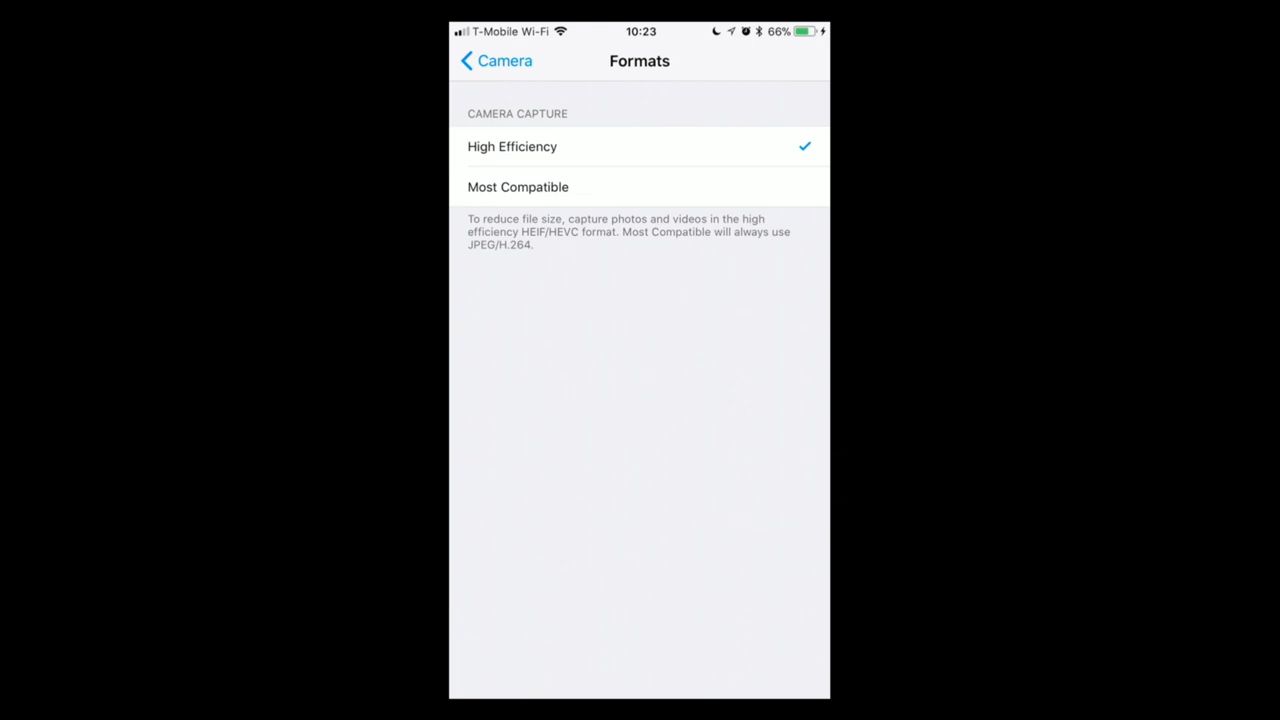 T-Mobile Wi-Fi 10:23 66%
Camera Formats
CAMERA CAPTURE
High Efficiency
Most Compatible
To reduce file size, capture photos and videos in the high
efficiency HEIF/HEVC format. Most Compatible will always use
JPEG/H.264.